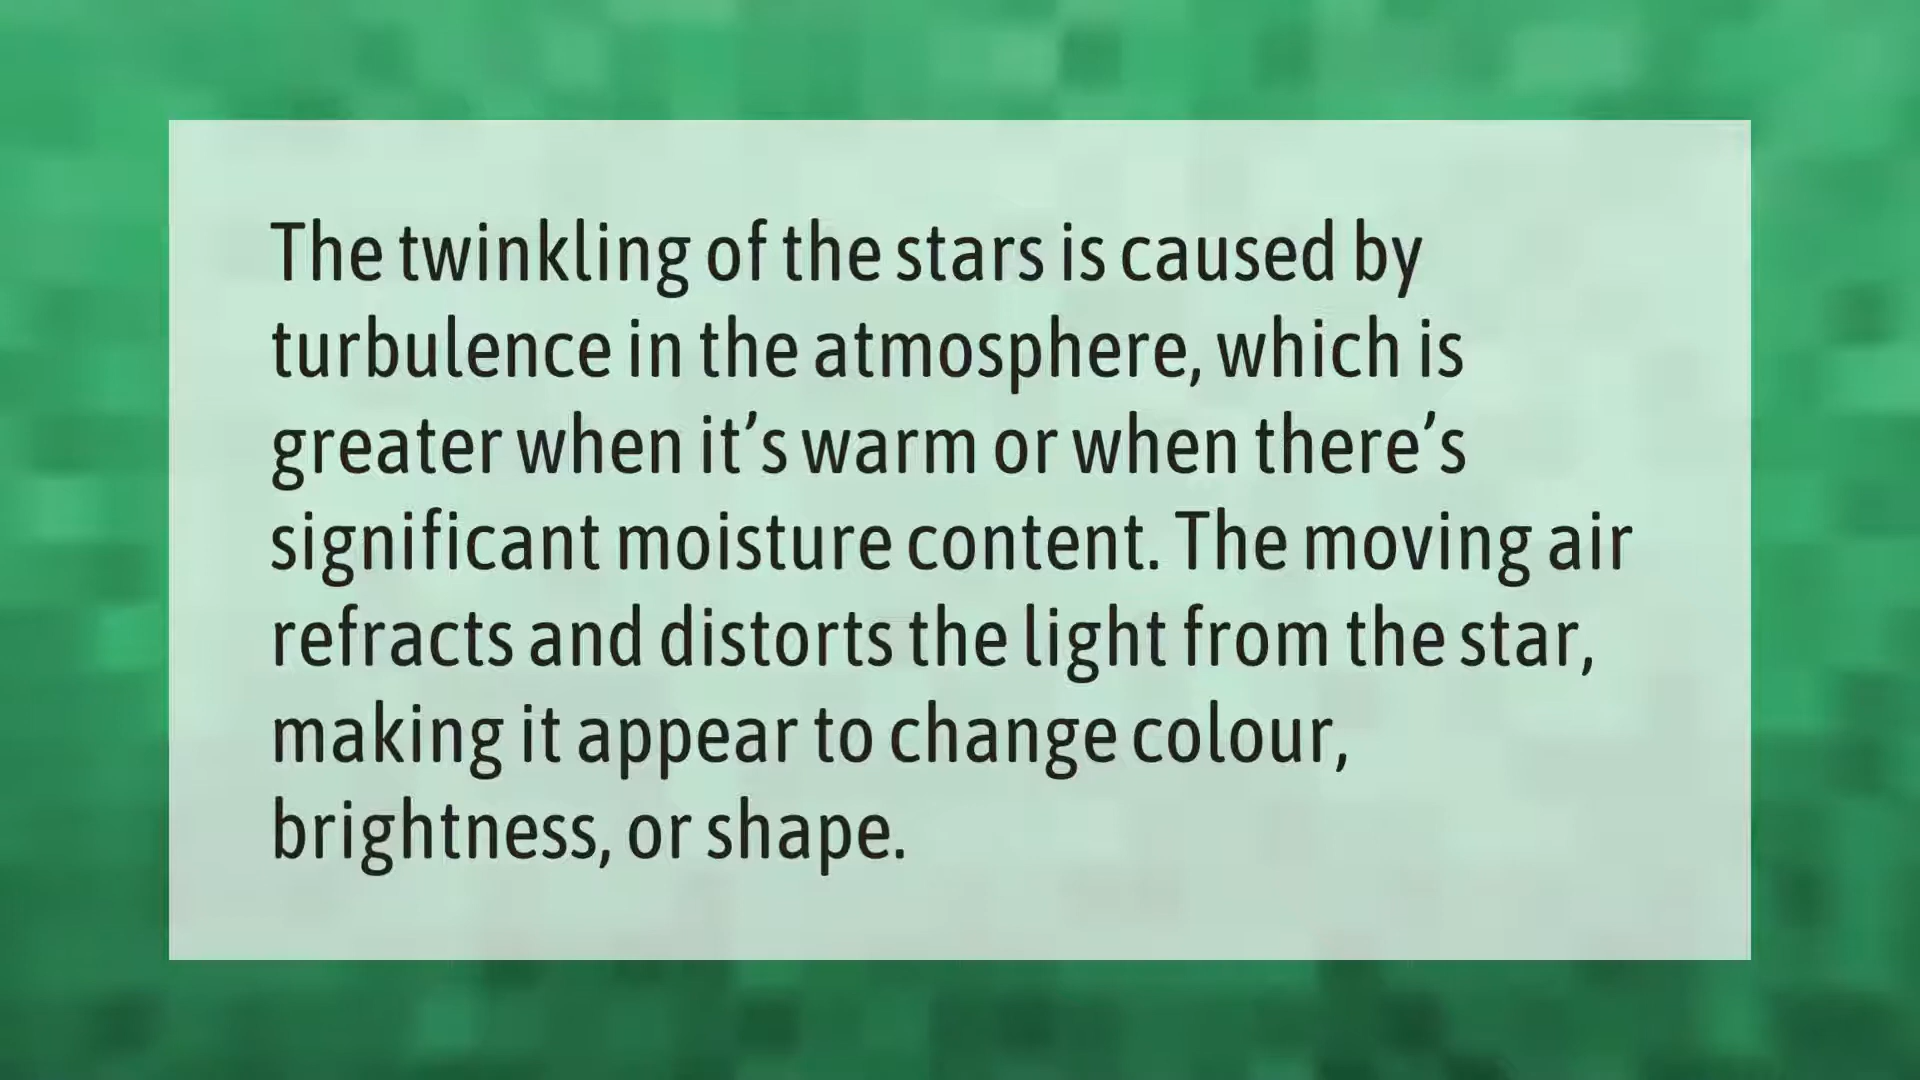 The twinkling of the stars is caused by
turbulence in the atmosphere, which is
greater when it’s warm or when there’s
significant moisture content. The moving air
refracts and distorts the light from the star,
making it appear to change colour,
brightness, or shape.